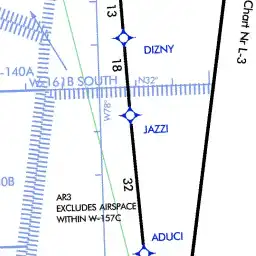 13
Chart Nr L-3
DIZNY
-140A
W-161B SOUTH
N32°
18
W78°
JAZZI
32
0B
AR3
EXCLUDES AIRSPACE
WITHIN W-157C
ADUCI